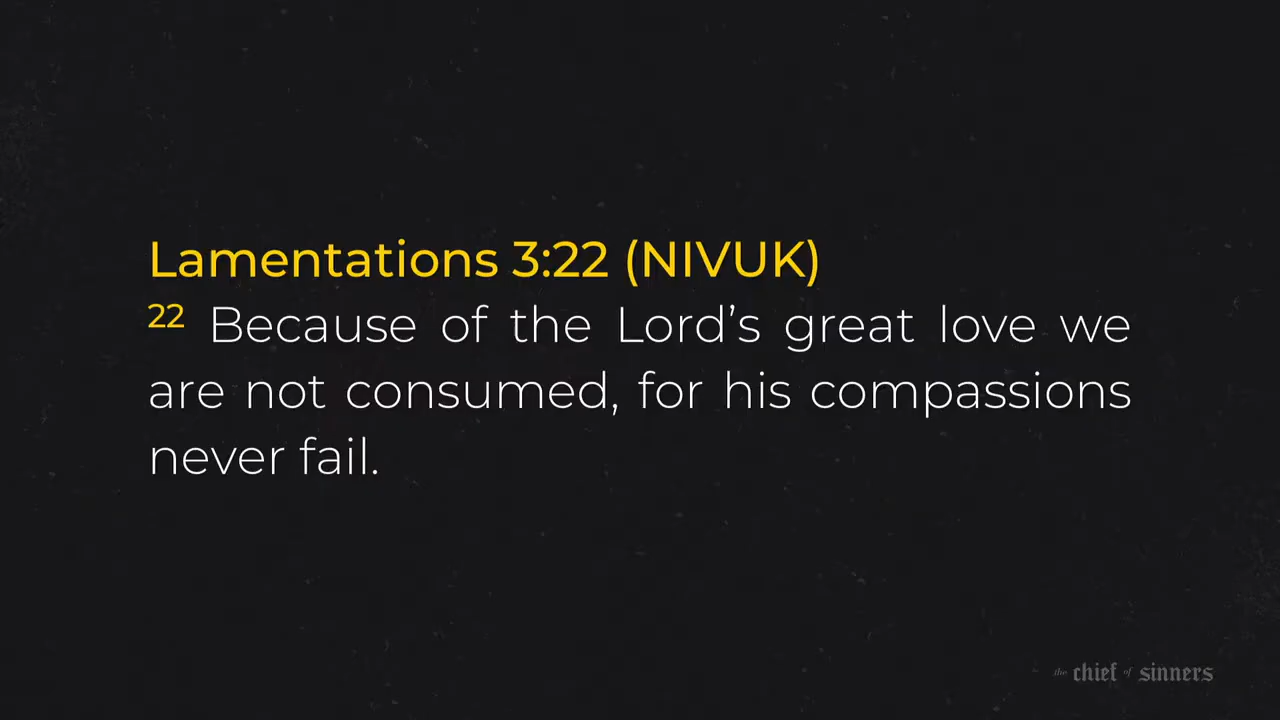 Lamentations 3:22 (NIVUK)
22 Because of the Lord’s great love we
are not consumed, for his compassions
never fail.
the chief of sinners